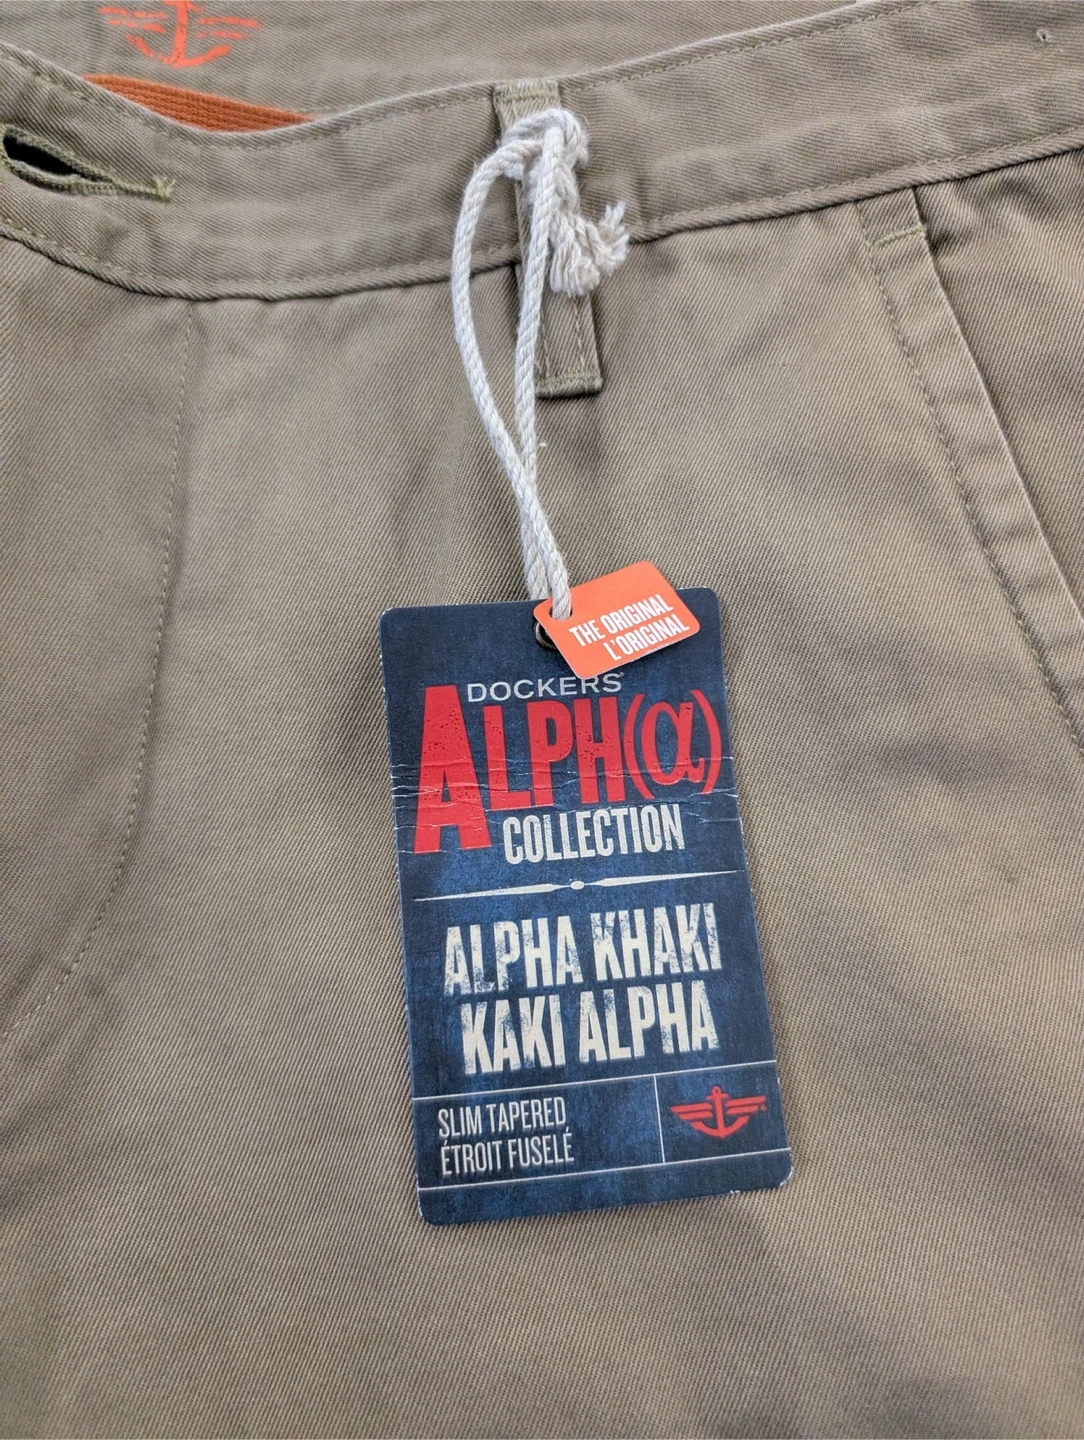 THE ORIGINAL
L'ORIGINAL
DOCKERS®
ALPH(α)
COLLECTION
ALPHA KHAKI
KAKI ALPHA
SLIM TAPERED
ÉTROIT FUSELÉ